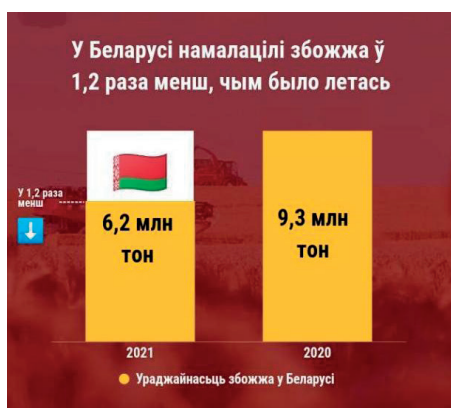 У Беларусі намалацілі збожжа ў
1,2 раза менш, чым было летась
У 1,2 раза
менш
6,2 млн
тон
9,3 млн
тон
2021
2020
Ураджайнасьць збожжа у Беларусі